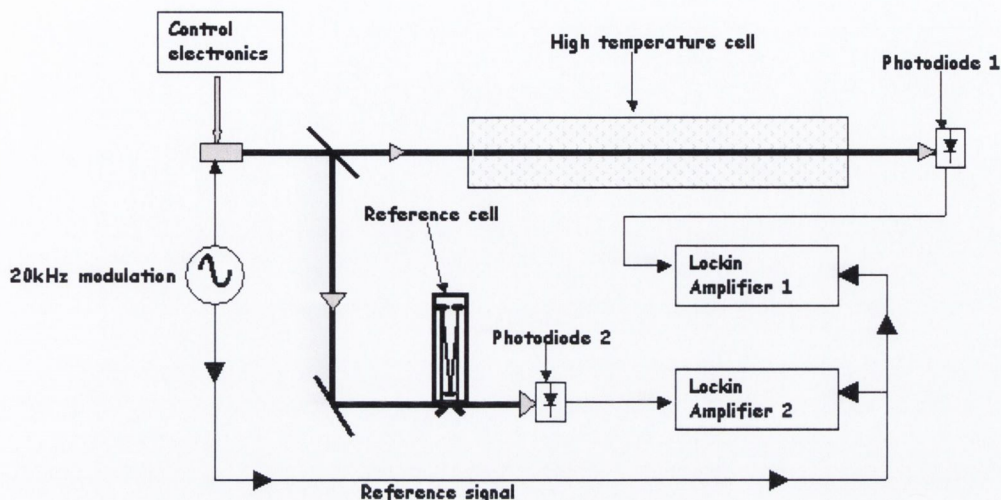 Control
electronics
High temperature cell
Photodiode 1
Reference cell
20kHz modulation
Lockin
Amplifier 1
Photodiode 2
Lockin
Amplifier 2
Reference signal